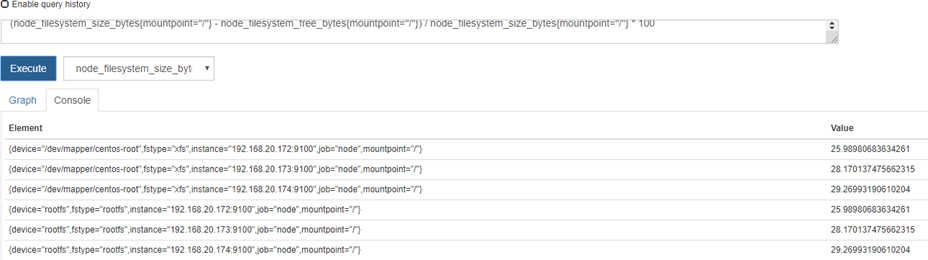 Enable query history
(node_filesystem_size_bytes{mountpoint="/"} - node_filesystem_free_bytes{mountpoint="/"}) / node_filesystem_size_bytes{mountpoint="/"} * 100
Execute node_filesystem_size_byt
Graph Console
Element Value
{device="/dev/mapper/centos-root",fstype="xfs",instance="192.168.20.172:9100",job="node",mountpoint="/"} 25.98980683634261
{device="/dev/mapper/centos-root",fstype="xfs",instance="192.168.20.173:9100",job="node",mountpoint="/"} 28.170137475662315
{device="/dev/mapper/centos-root",fstype="xfs",instance="192.168.20.174:9100",job="node",mountpoint="/"} 29.26993190610204
{device="rootfs",fstype="rootfs",instance="192.168.20.172:9100",job="node",mountpoint="/"} 25.98980683634261
{device="rootfs",fstype="rootfs",instance="192.168.20.173:9100",job="node",mountpoint="/"} 28.170137475662315
{device="rootfs",fstype="rootfs",instance="192.168.20.174:9100",job="node",mountpoint="/"} 29.26993190610204